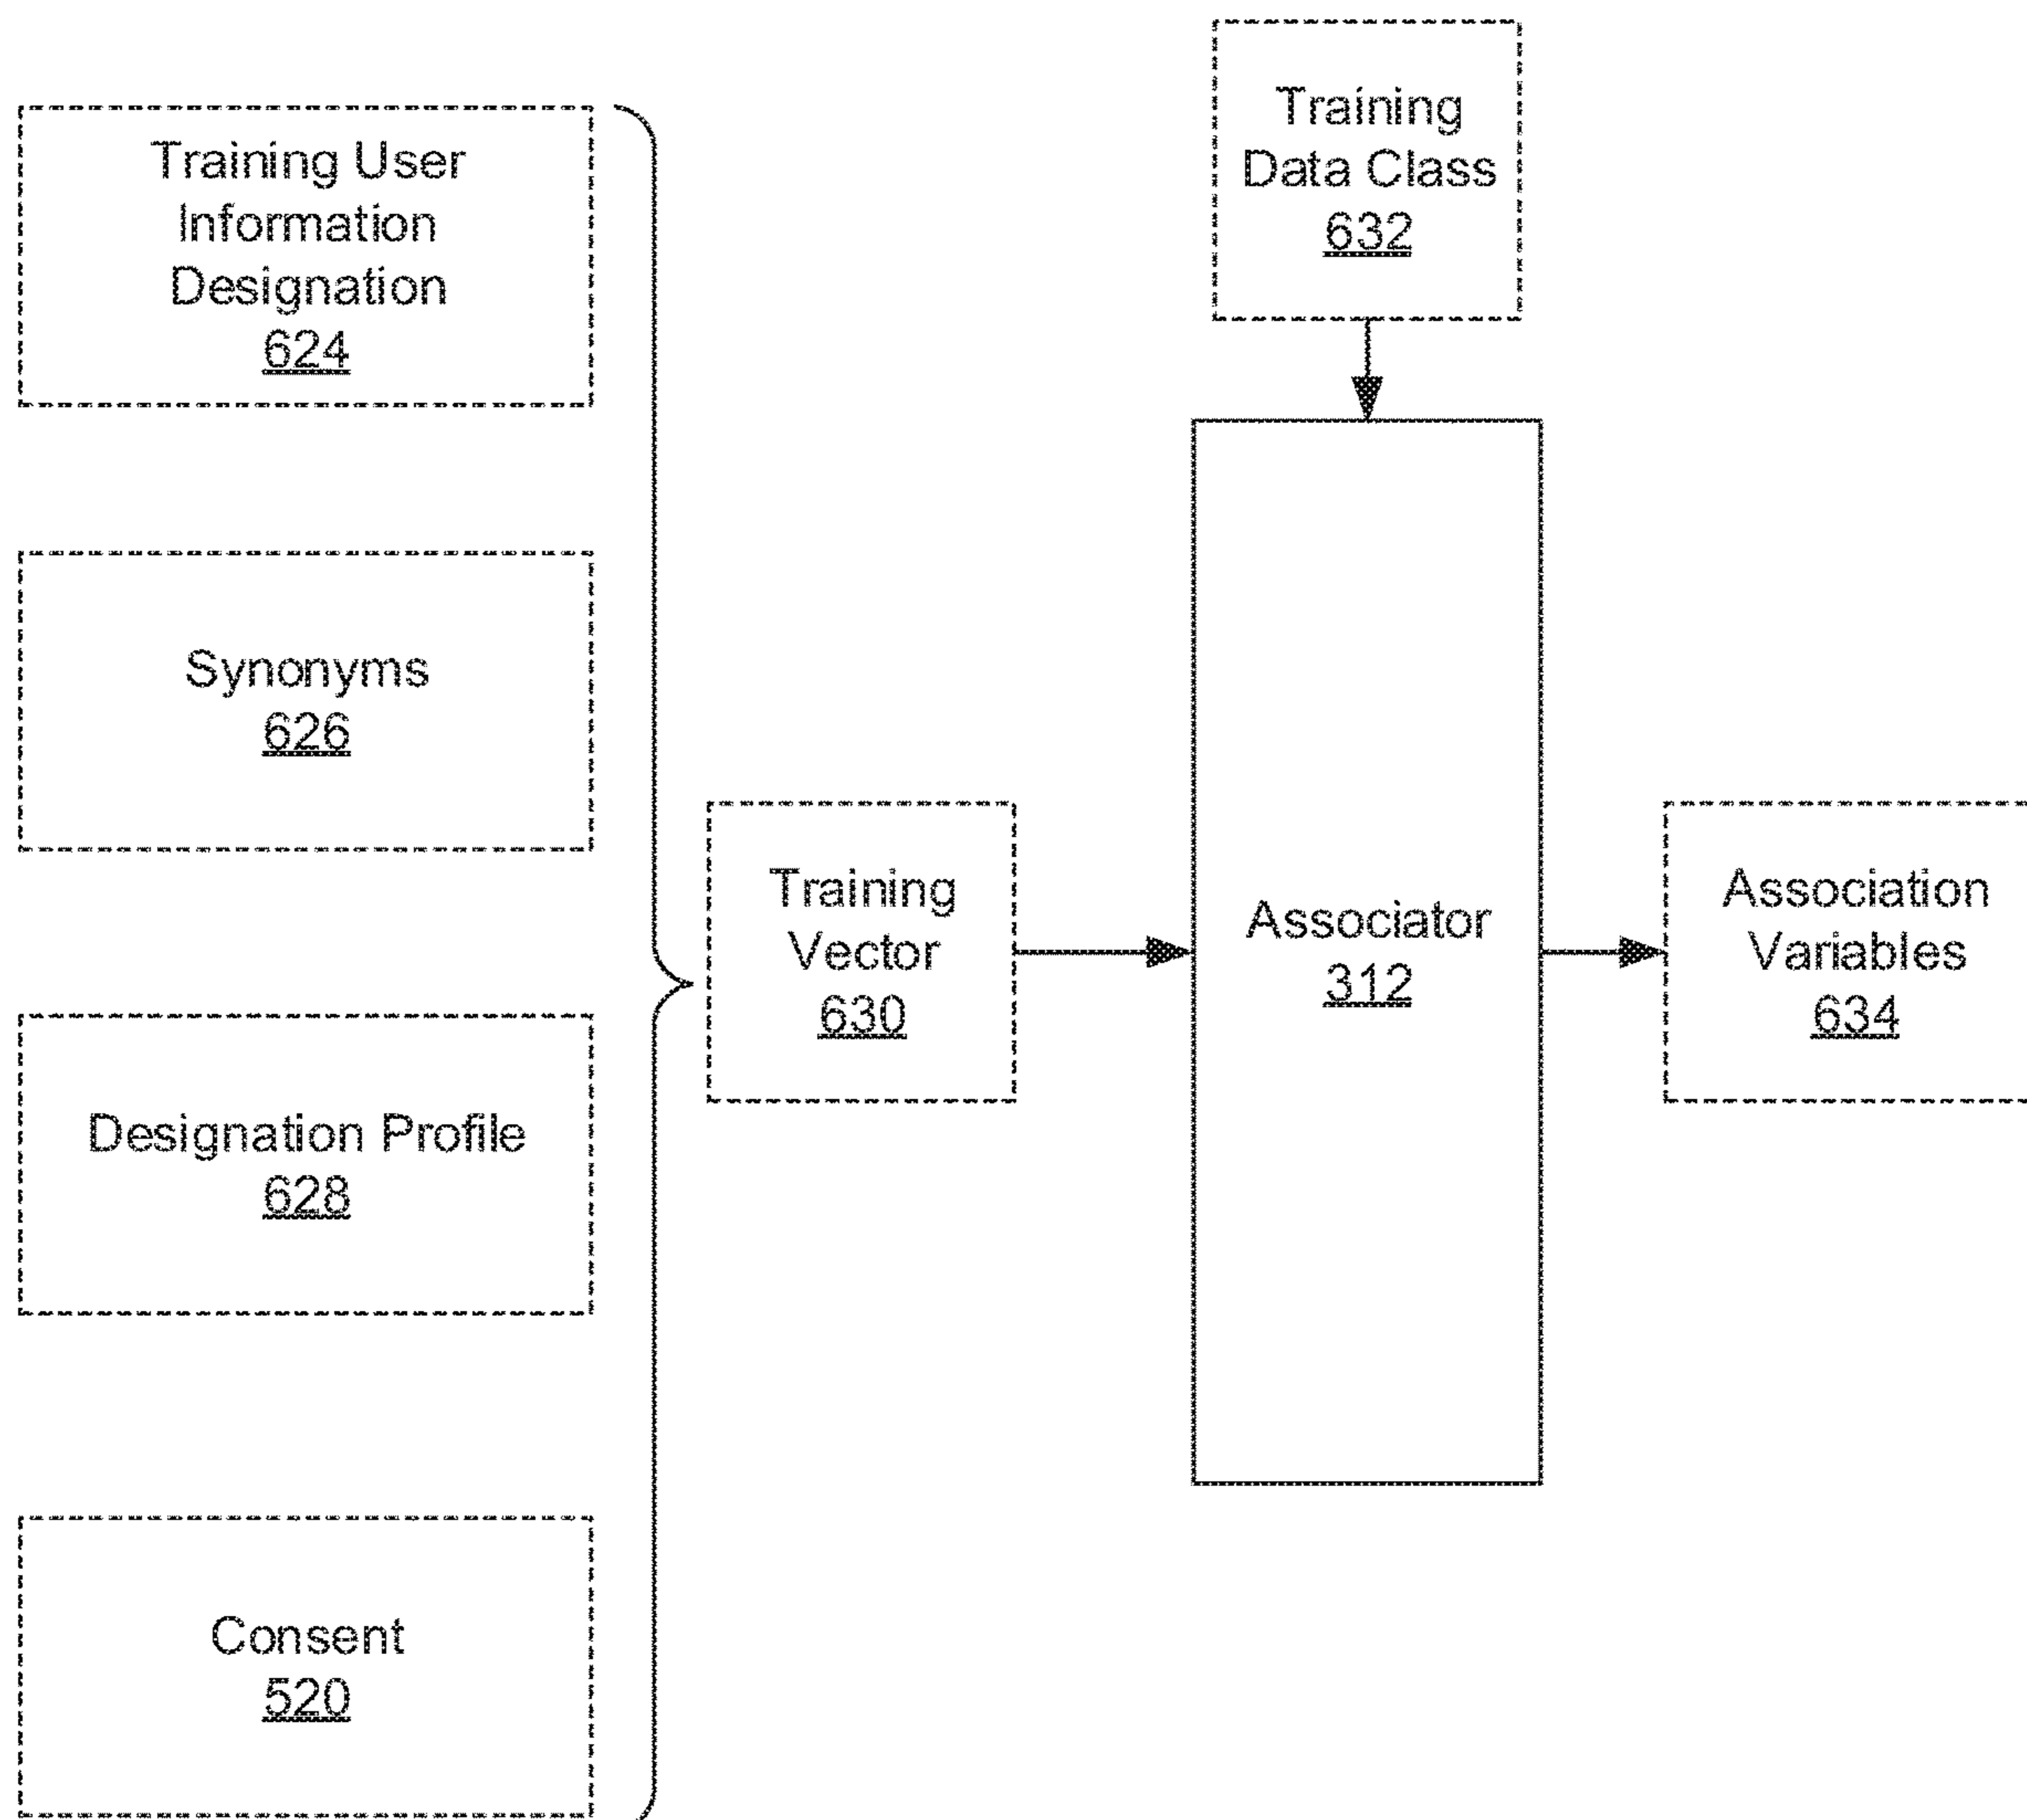 Training User
Information
Designation
624
Synonyms
626
Designation Profile
628
Consent
520
Training
Vector
630
Training
Data Class
632
Associator
312
Association
Variables
634